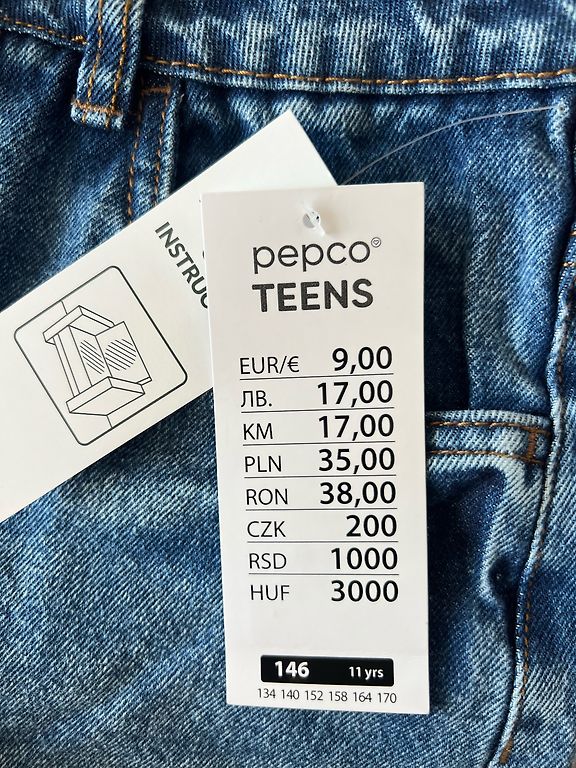 INSTRUC
pepco
TEENS
EUR/€ 9,00
ЛВ. 17,00
KM 17,00
PLN 35,00
RON 38,00
CZK 200
RSD 1000
HUF 3000
146 11 yrs
134 140 152 158 164 170